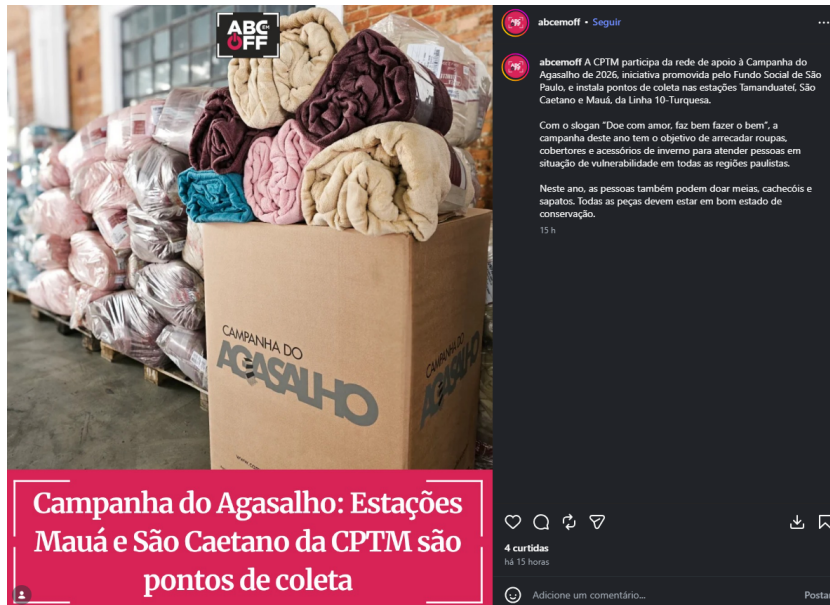 ABC EM
OFF
CAMPANHA DO
AGASALHO
CAMPANHA DO
AGASALHO
Campanha do Agasalho: Estações
Mauá e São Caetano da CPTM são
pontos de coleta
abcemoff • Seguir
abcemoff A CPTM participa da rede de apoio à Campanha do
Agasalho de 2026, iniciativa promovida pelo Fundo Social de São
Paulo, e instala pontos de coleta nas estações Tamanduateí, São
Caetano e Mauá, da Linha 10-Turquesa.
Com o slogan "Doe com amor, faz bem fazer o bem", a
campanha deste ano tem o objetivo de arrecadar roupas,
cobertores e acessórios de inverno para atender pessoas em
situação de vulnerabilidade em todas as regiões paulistas.
Neste ano, as pessoas também podem doar meias, cachecóis e
sapatos. Todas as peças devem estar em bom estado de
conservação.
15 h
4 curtidas
há 15 horas
Adicione um comentário...
Postar